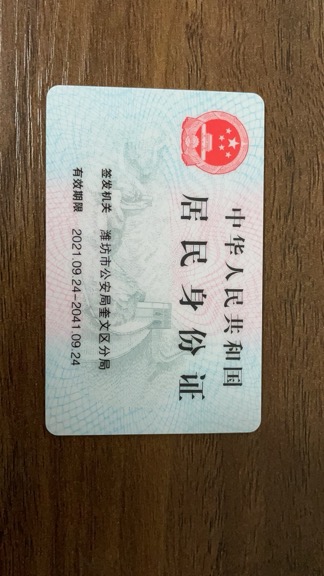 中华人民共和国
居民身份证
签发机关 潍坊市公安局奎文区分局
有效期限 2021.09.24-2041.09.24